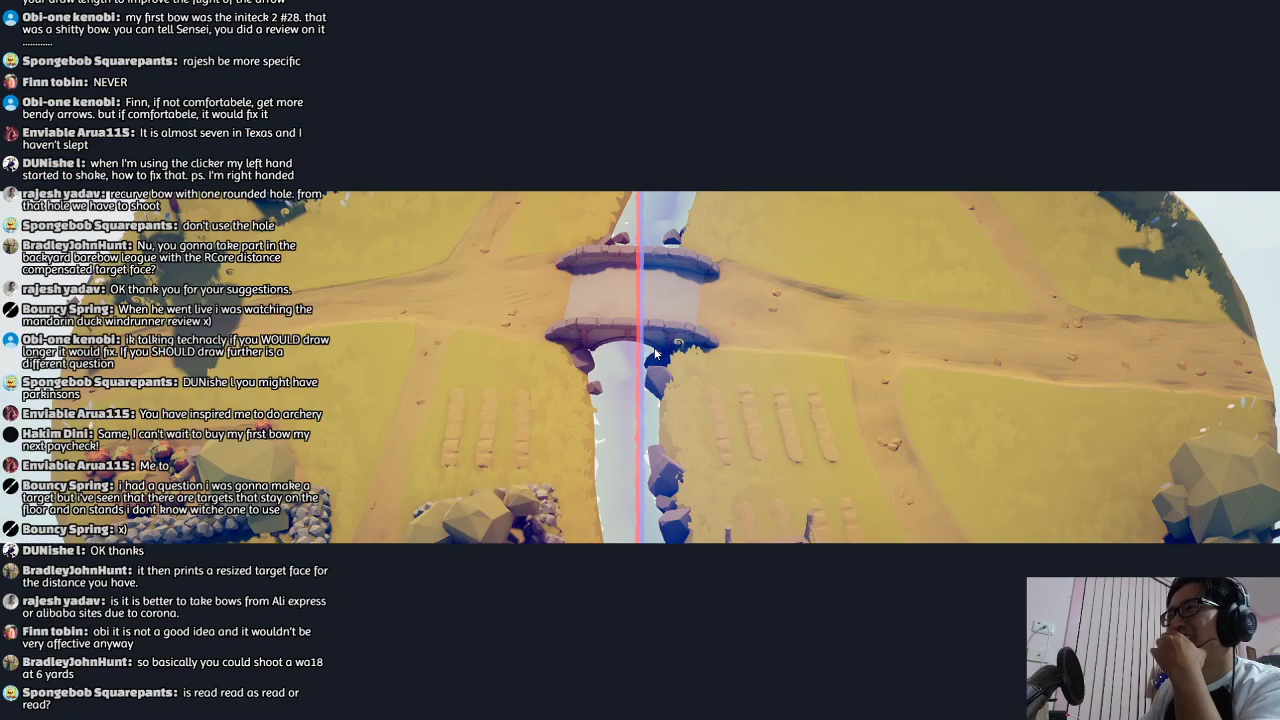 your draw length to improve the flight of the arrow
Obi-one kenobi: my first bow was the initeck 2 #28. that
was a shitty bow. you can tell Sensei, you did a review on it
............
Spongebob Squarepants: rajesh be more specific
Finn tobin: NEVER
Obi-one kenobi: Finn, if not comfortabele, get more
bendy arrows. but if comfortabele, it would fix it
Enviable Arua115: It is almost seven in Texas and I
haven't slept
DUNishe l: when I'm using the clicker my left hand
started to shake, how to fix that. ps. I'm right handed
rajesh yadav: recurve bow with one rounded hole. from
that hole we have to shoot
Spongebob Squarepants: don't use the hole
BradleyJohnHunt: Nu, you gonna take part in the
backyard barebow league with the RCore distance
compensated target face?
rajesh yadav: OK thank you for your suggestions.
Bouncy Spring: When he went live i was watching the
mandarin duck windrunner review x)
Obi-one kenobi: ik talking technacly if you WOULD draw
longer it would fix. If you SHOULD draw further is a
different question
Spongebob Squarepants: DUNishe l you might have
parkinsons
Enviable Arua115: You have inspired me to do archery
Hakim Dini: Same, I can't wait to buy my first bow my
next paycheck!
Enviable Arua115: Me to
Bouncy Spring: i had a question i was gonna make a
target but i've seen that there are targets that stay on the
floor and on stands i dont know witche one to use
Bouncy Spring: x)
DUNishe l: OK thanks
BradleyJohnHunt: it then prints a resized target face for
the distance you have.
rajesh yadav: is it is better to take bows from Ali express
or alibaba sites due to corona.
Finn tobin: obi it is not a good idea and it wouldn't be
very affective anyway
BradleyJohnHunt: so basically you could shoot a wa18
at 6 yards
Spongebob Squarepants: is read read as read or
read?